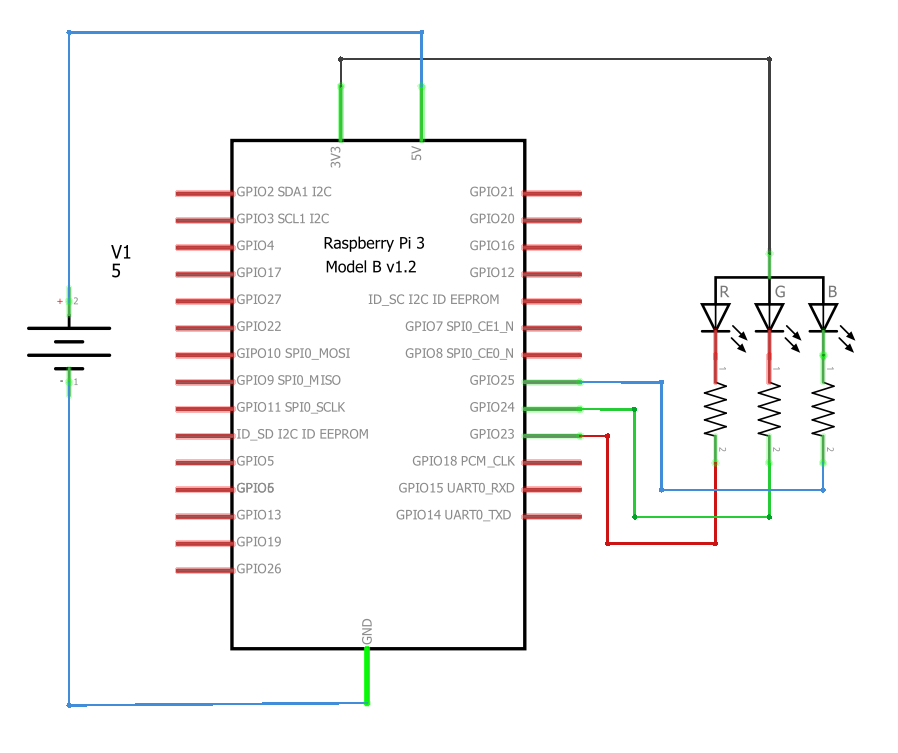 3V3
5V
GPIO2 SDA1 I2C
GPIO21
GPIO3 SCL1 I2C
GPIO20
GPIO4
Raspberry Pi 3
Model B v1.2
GPIO16
V1
5
GPIO17
GPIO12
GPIO27
ID_SC I2C ID EEPROM
+ 2
R
G
B
GPIO22
GPIO7 SPI0_CE1_N
GIPO10 SPI0_MOSI
GPIO8 SPI0_CE0_N
- 1
GPIO9 SPI0_MISO
GPIO25
1
1
1
GPIO11 SPI0_SCLK
GPIO24
ID_SD I2C ID EEPROM
GPIO23
2
2
2
GPIO5
GPIO18 PCM_CLK
GPIO6
GPIO15 UART0_RXD
GPIO13
GPIO14 UART0_TXD
GPIO19
GPIO26
GND